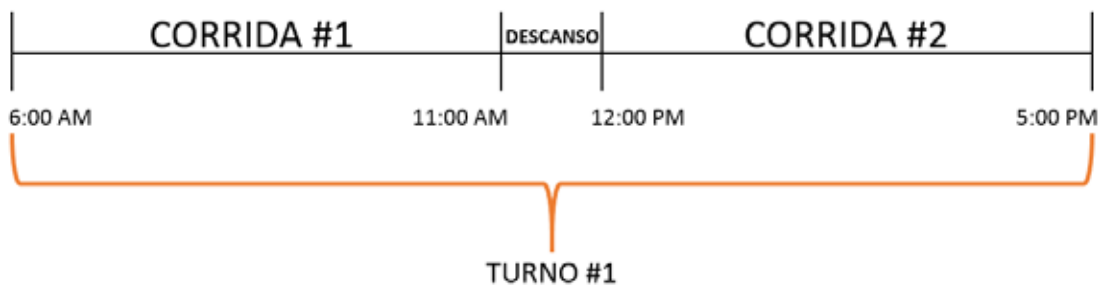 CORRIDA #1 DESCANSO CORRIDA #2
6:00 AM 11:00 AM 12:00 PM 5:00 PM
TURNO #1